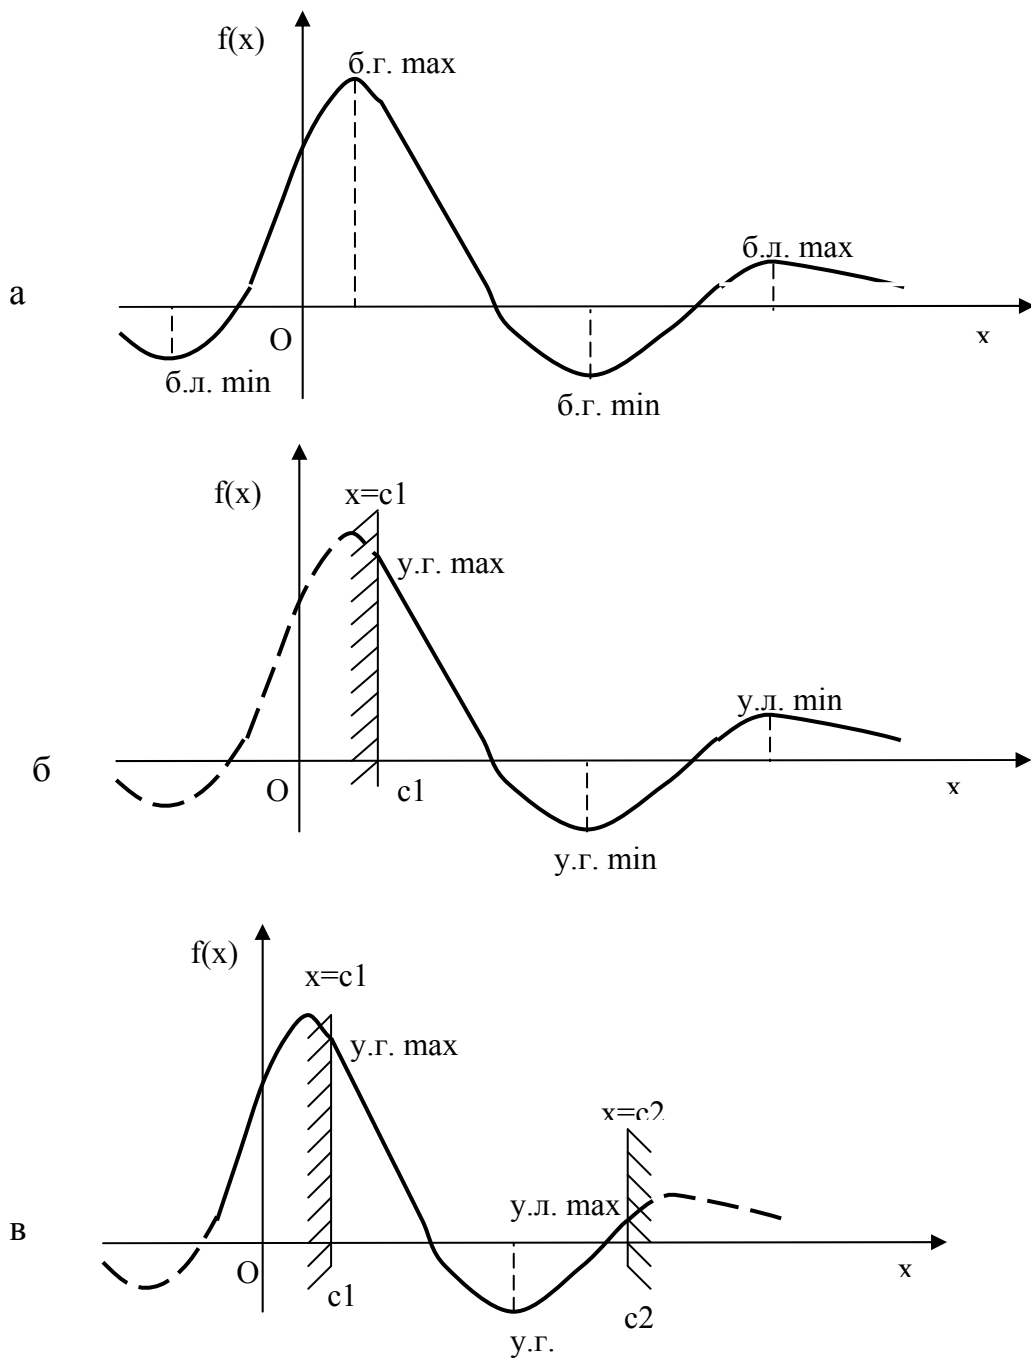 f(x)
б.г. max
б.л. max
а
O
x
б.л. min
б.г. min
f(x)
x=c1
у.г. max
у.л. min
б
O
c1
x
у.г. min
f(x)
x=c1
у.г. max
x=c2
у.л. max
в
O
x
c1
c2
у.г.